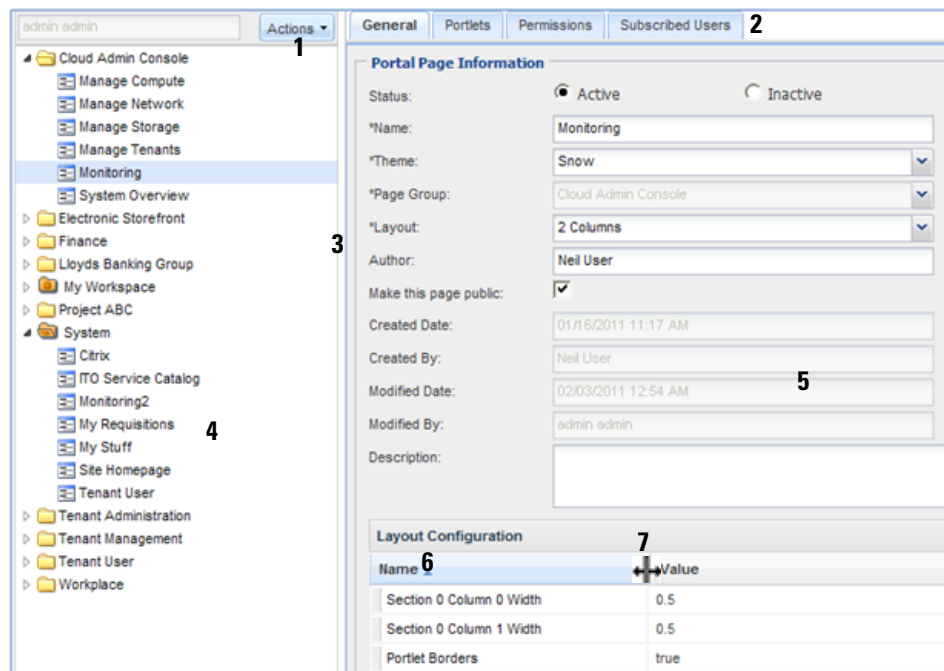 admin admin
Actions
1
Cloud Admin Console
Manage Compute
Manage Network
Manage Storage
Manage Tenants
Monitoring
System Overview
Electronic Storefront
Finance
Lloyds Banking Group
My Workspace
Project ABC
System
Citrix
ITO Service Catalog
Monitoring2
My Requisitions
My Stuff
Site Homepage
Tenant User
Tenant Administration
Tenant Management
Tenant User
Workplace
4
3
General Portlets Permissions Subscribed Users 2
Portal Page Information
Status: Active Inactive
*Name: Monitoring
*Theme: Snow
*Page Group: Cloud Admin Console
*Layout: 2 Columns
Author: Neil User
Make this page public:
Created Date: 01/16/2011 11:17 AM
Created By: Neil User
Modified Date: 02/03/2011 12:54 AM
5
Modified By: admin admin
Description:
Layout Configuration
7
Name 6 Value
Section 0 Column 0 Width 0.5
Section 0 Column 1 Width 0.5
Portlet Borders true